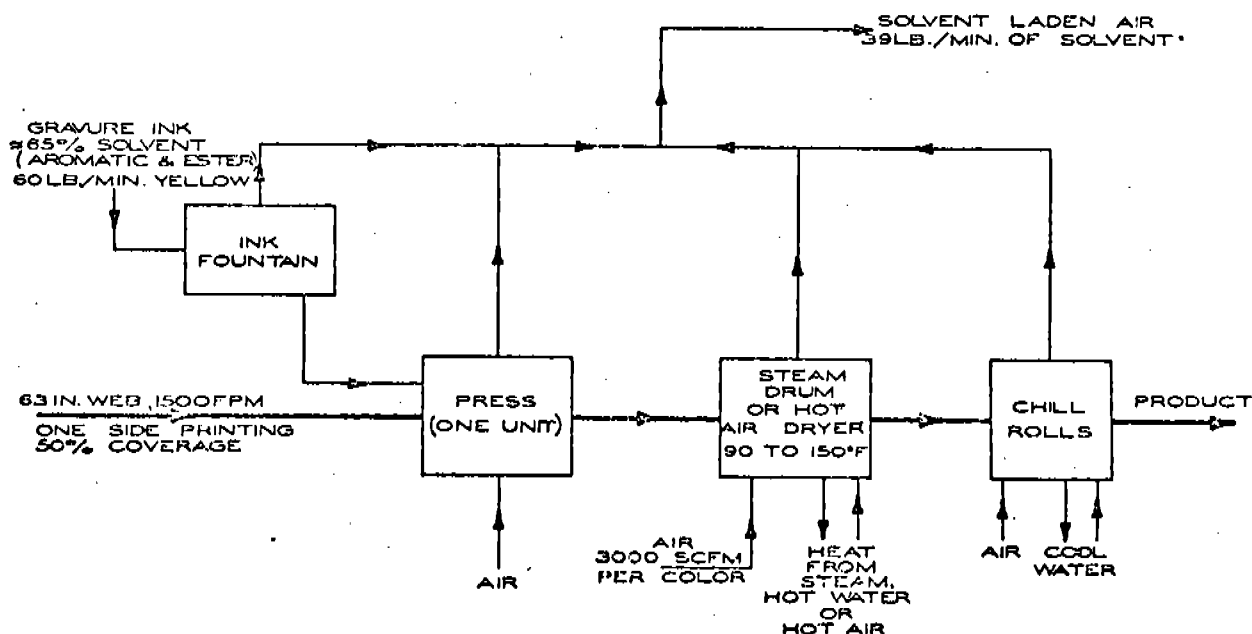 SOLVENT LADEN AIR
39LB./MIN. OF SOLVENT
GRAVURE INK
≈65% SOLVENT
(AROMATIC & ESTER)
60LB/MIN. YELLOW
INK
FOUNTAIN
63 IN. WEB, 1500FPM
ONE SIDE PRINTING
50% COVERAGE
PRESS
(ONE UNIT)
STEAM
DRUM
OR HOT
AIR DRYER
90 TO 150°F
CHILL
ROLLS
PRODUCT
AIR
AIR
3000 SCFM
PER COLOR
HEAT
FROM
STEAM,
HOT WATER
OR
HOT AIR
AIR
COOL
WATER